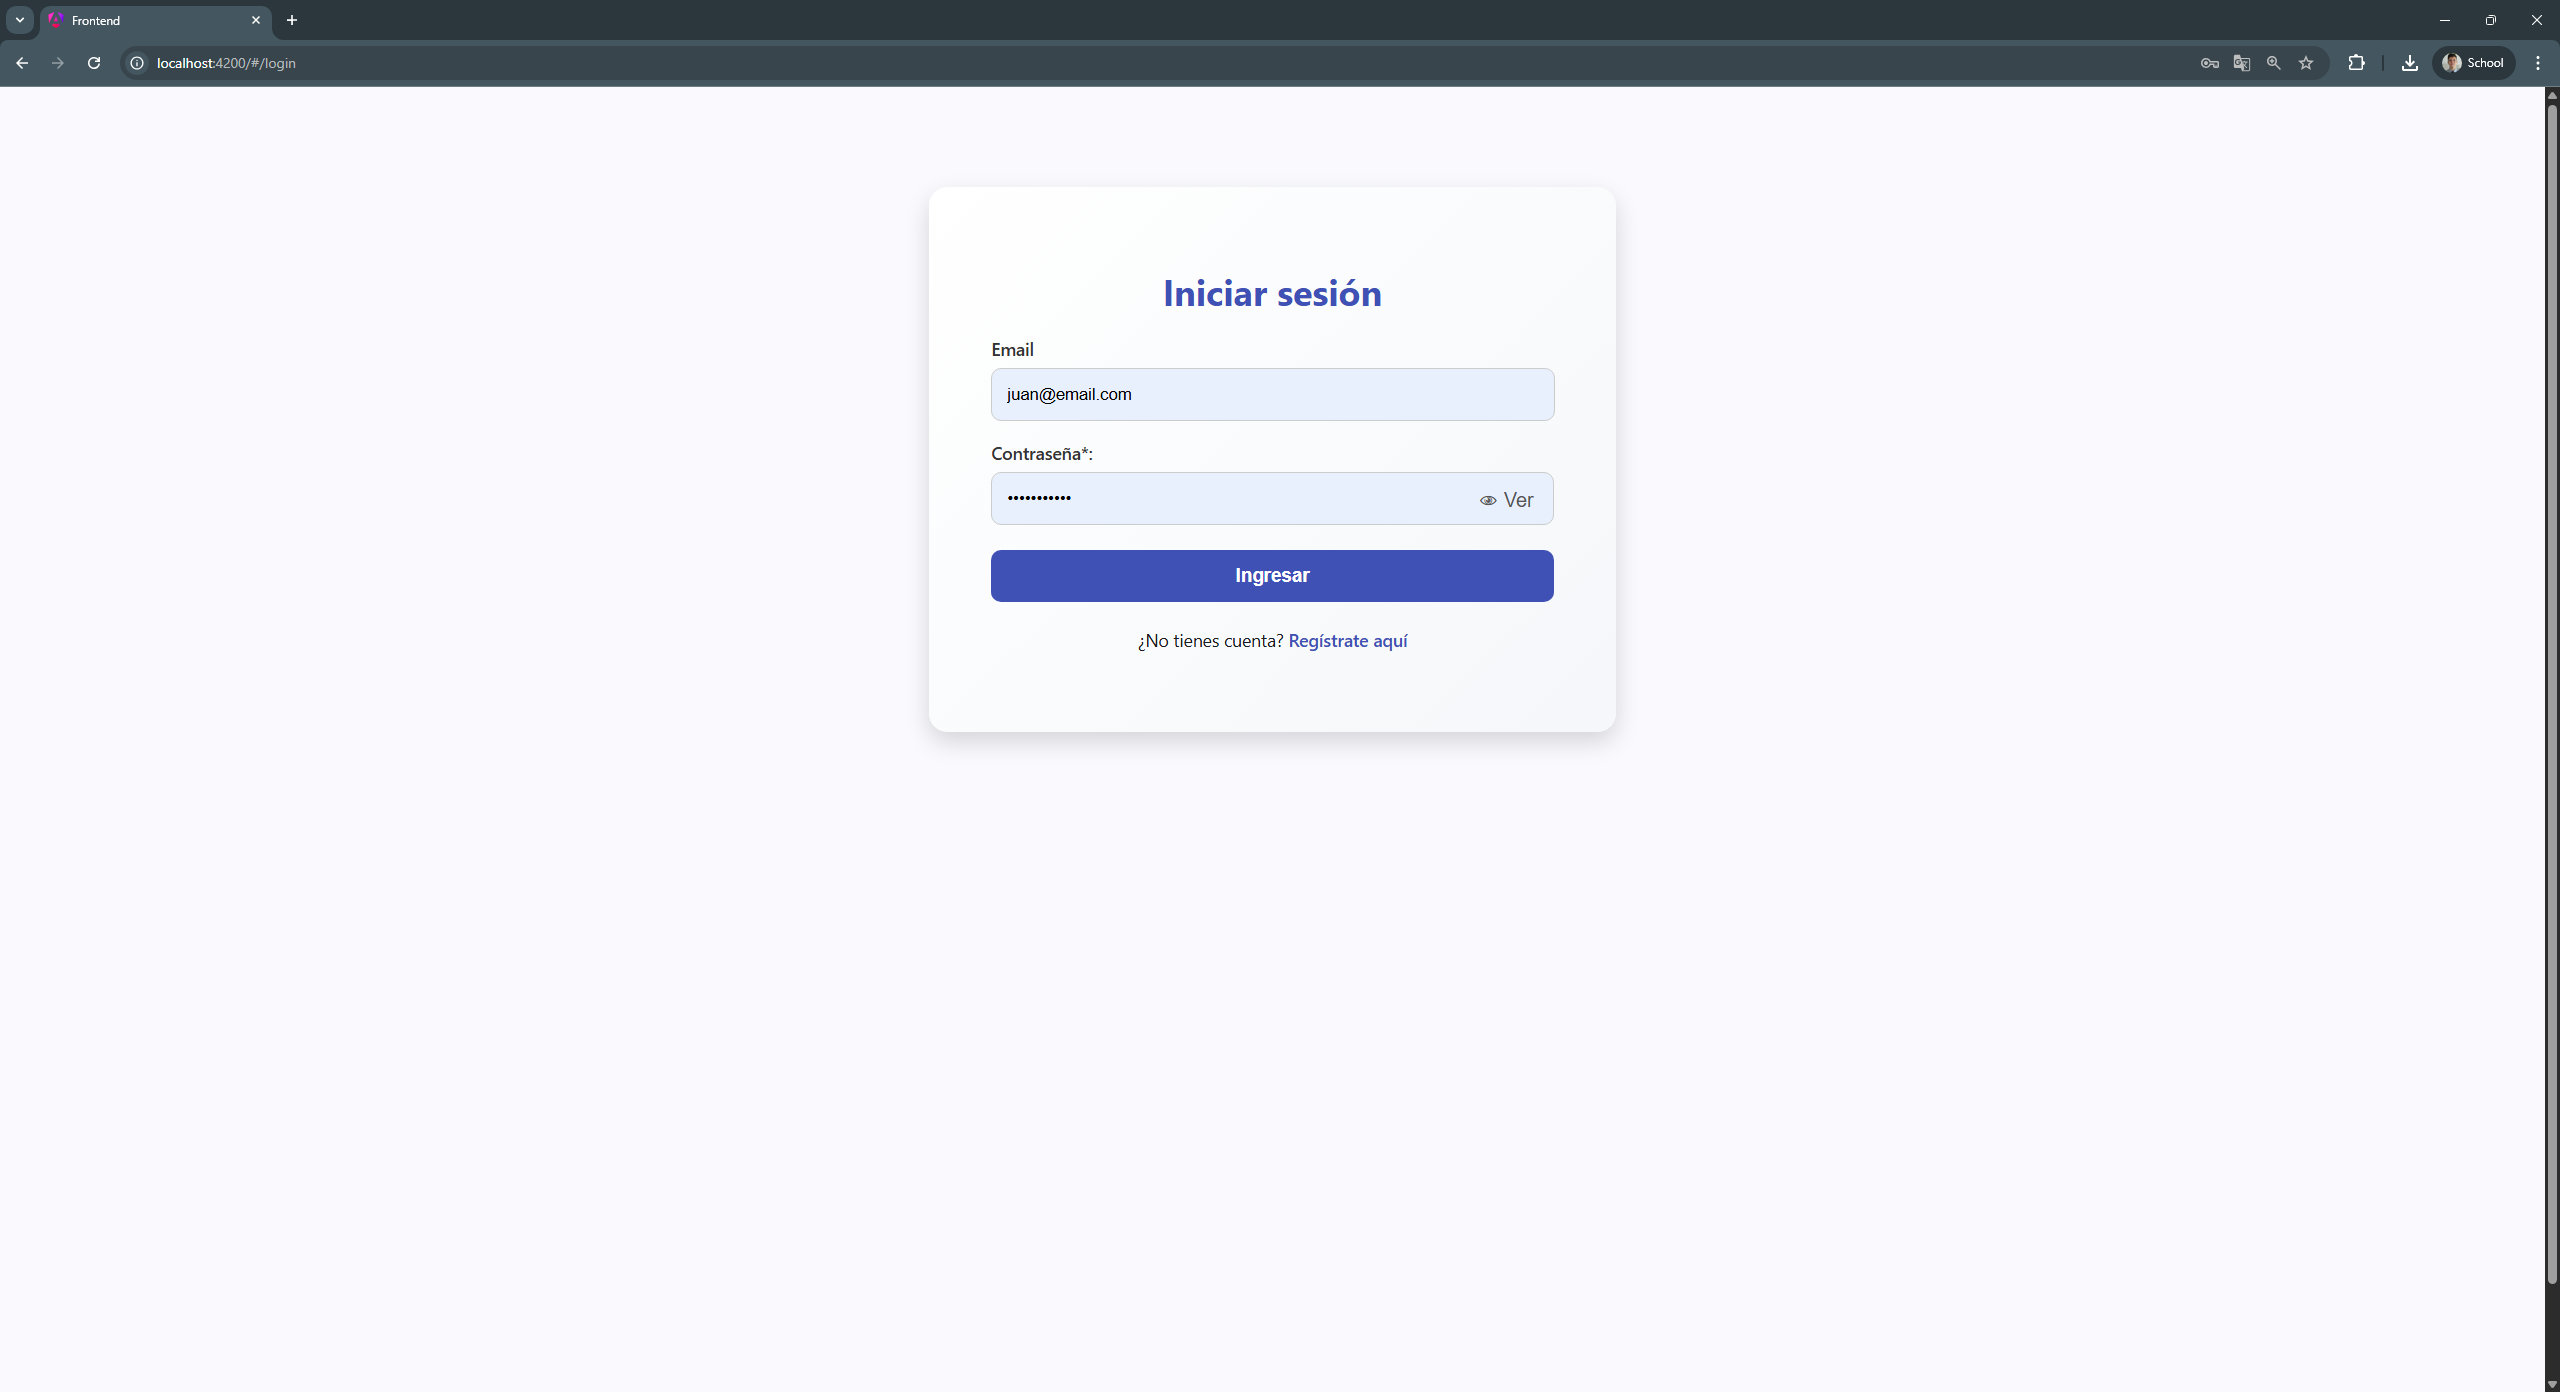 Frontend
localhost:4200/#/login
School
Iniciar sesión
Email
juan@email.com
Contraseña*:
••••••••••• Ver
Ingresar
¿No tienes cuenta? Regístrate aquí